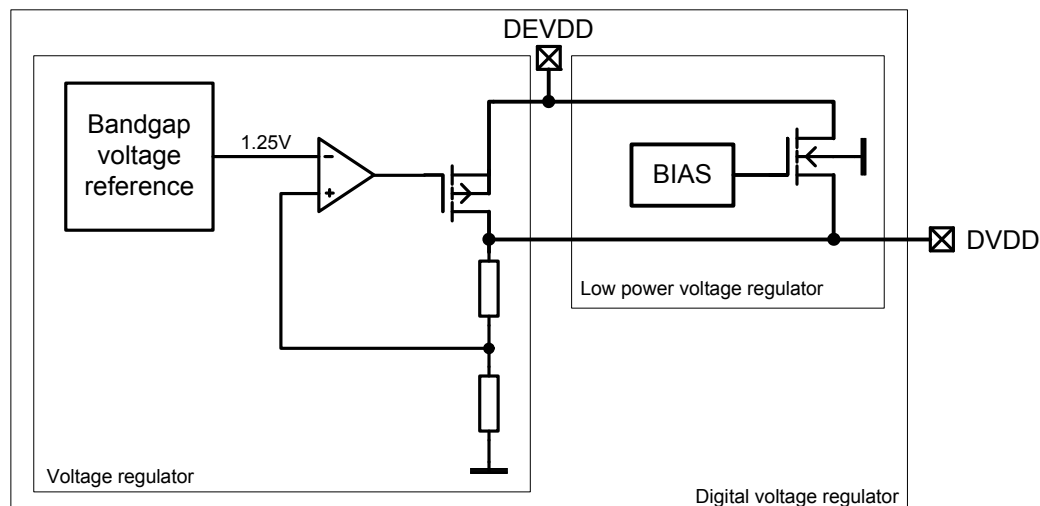 DEVDD
Bandgap
voltage
reference
1.25V
−
+
BIAS
DVDD
Low power voltage regulator
Voltage regulator
Digital voltage regulator